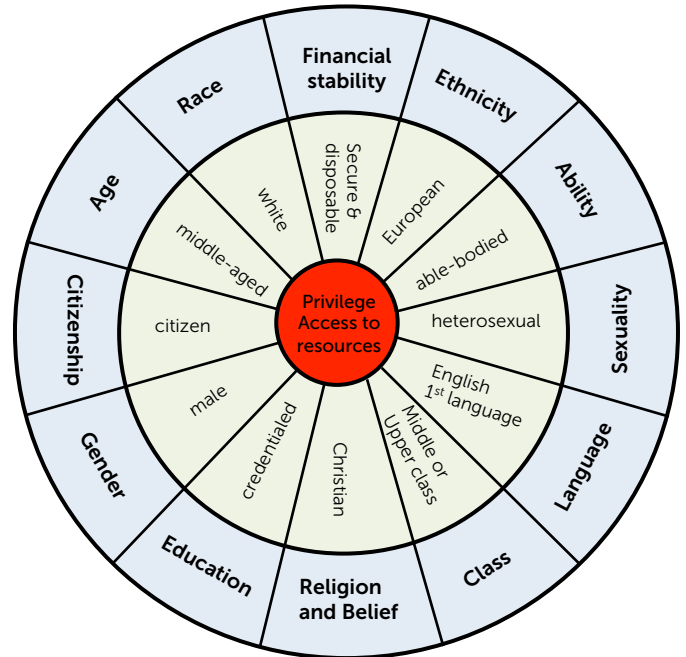 Financial
stability
Ethnicity
Ability
Sexuality
Language
Class
Religion
and Belief
Education
Gender
Citizenship
Age
Race
Secure &
disposable
European
able-bodied
heterosexual
English
1st language
Middle or
Upper class
Christian
credentialed
male
citizen
middle-aged
white
Privilege
Access to
resources